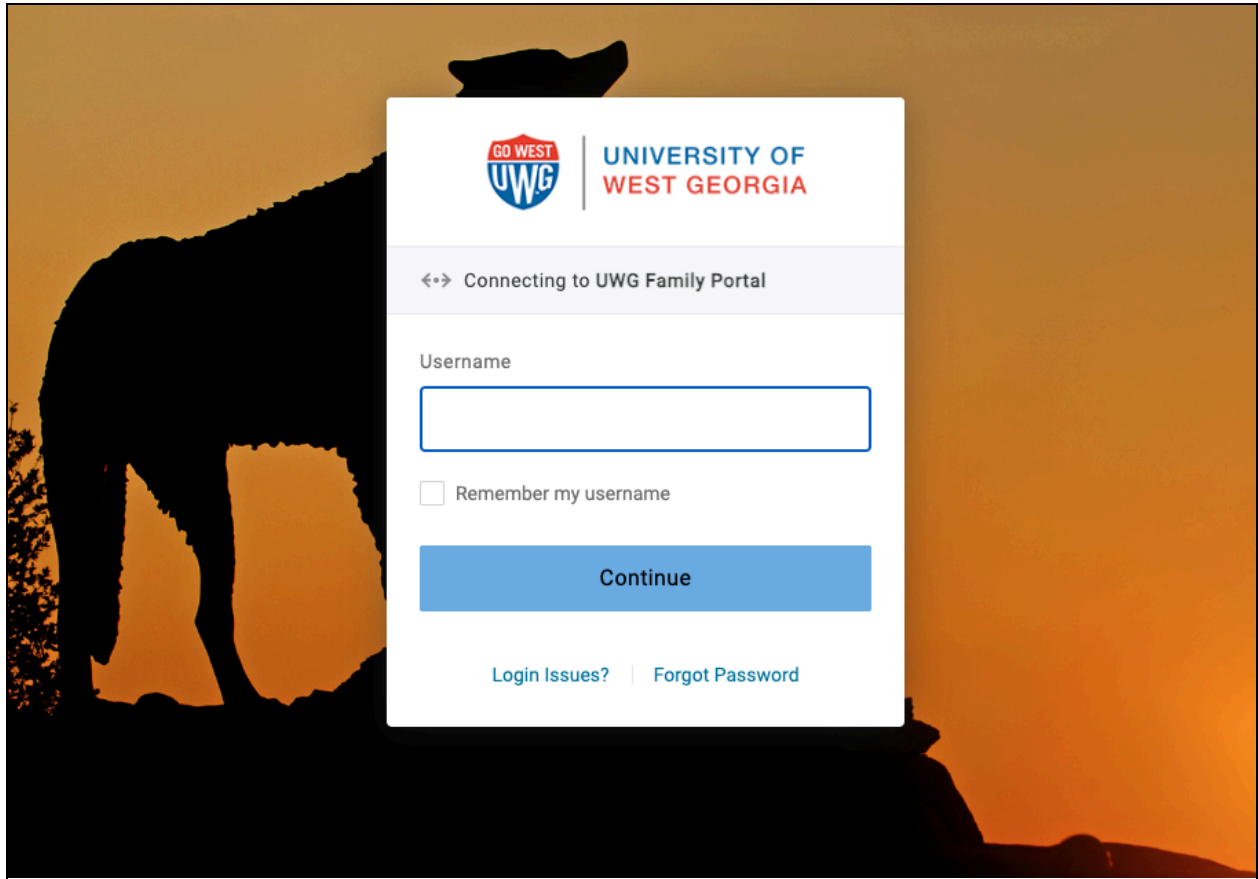 GO WEST
UWG
UNIVERSITY OF
WEST GEORGIA
Connecting to UWG Family Portal
Username
Remember my username
Continue
Login Issues?
Forgot Password